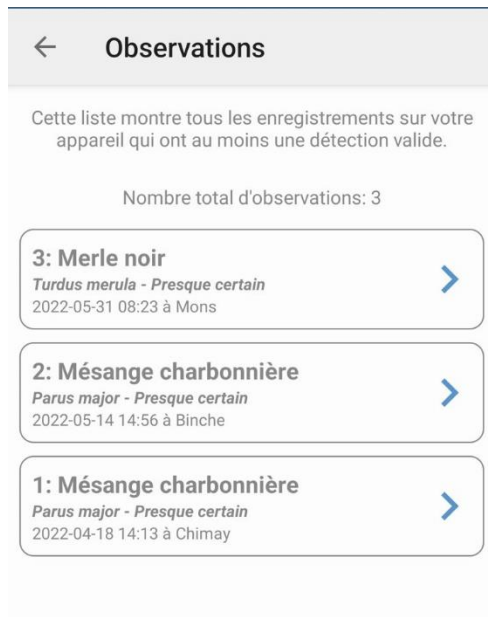 Observations
Cette liste montre tous les enregistrements sur votre
appareil qui ont au moins une détection valide.
Nombre total d'observations: 3
3: Merle noir
Turdus merula - Presque certain
2022-05-31 08:23 à Mons
2: Mésange charbonnière
Parus major - Presque certain
2022-05-14 14:56 à Binche
1: Mésange charbonnière
Parus major - Presque certain
2022-04-18 14:13 à Chimay